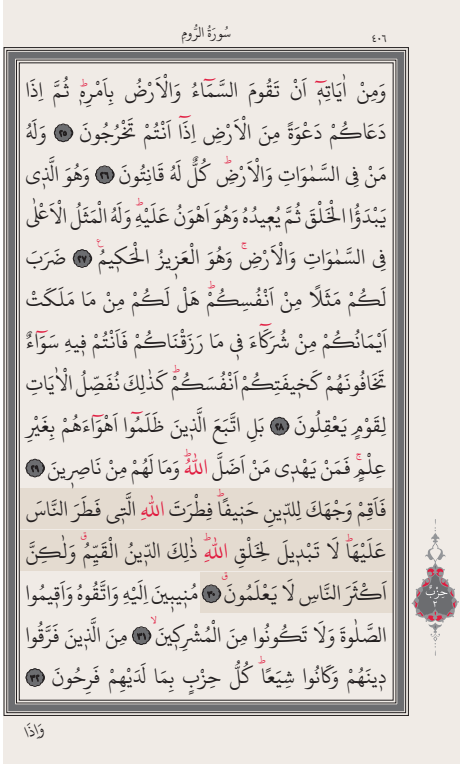 سُورَةُ الرُّومِ
٤٠٦
وَمِنْ اٰيَاتِهٖٓ اَنْ تَقُومَ السَّمَٓاءُ وَالْاَرْضُ بِاَمْرِهٖۜ ثُمَّ اِذَا
دَعَاكُمْ دَعْوَةً مِنَ الْاَرْضِ اِذَٓا اَنْتُمْ تَخْرُجُونَ ﴿٢٥﴾ وَلَهُ
مَنْ فِي السَّمٰوَاتِ وَالْاَرْضِۜ كُلٌّ لَهُ قَانِتُونَ ﴿٢٦﴾ وَهُوَ الَّذٖي
يَبْدَؤُا الْخَلْقَ ثُمَّ يُعٖيدُهُ وَهُوَ اَهْوَنُ عَلَيْهِۜ وَلَهُ الْمَثَلُ الْاَعْلٰى
فِي السَّمٰوَاتِ وَالْاَرْضِۚ وَهُوَ الْعَزٖيزُ الْحَكٖيمُ۟ ﴿٢٧﴾ ضَرَبَ
لَكُمْ مَثَلًا مِنْ اَنْفُسِكُمْۜ هَلْ لَكُمْ مِنْ مَا مَلَكَتْ
اَيْمَانُكُمْ مِنْ شُرَكَٓاءَ فٖي مَا رَزَقْنَاكُمْ فَاَنْتُمْ فٖيهِ سَوَٓاءٌ
تَخَافُونَهُمْ كَخٖيفَتِكُمْ اَنْفُسَكُمْۜ كَذٰلِكَ نُفَصِّلُ الْاٰيَاتِ
لِقَوْمٍ يَعْقِلُونَ ﴿٢٨﴾ بَلِ اتَّبَعَ الَّذٖينَ ظَلَمُٓوا اَهْوَٓاءَهُمْ بِغَيْرِ
عِلْمٍۚ فَمَنْ يَهْدٖي مَنْ اَضَلَّ اللّٰهُۜ وَمَا لَهُمْ مِنْ نَاصِرٖينَ ﴿٢٩﴾
فَاَقِمْ وَجْهَكَ لِلدّٖينِ حَنٖيفًاۜ فِطْرَتَ اللّٰهِ الَّتٖي فَطَرَ النَّاسَ
عَلَيْهَاۜ لَا تَبْدٖيلَ لِخَلْقِ اللّٰهِۜ ذٰلِكَ الدّٖينُ الْقَيِّمُۗ وَلٰكِنَّ
اَكْثَرَ النَّاسِ لَا يَعْلَمُونَۗ ﴿٣٠﴾ مُنٖيبٖينَ اِلَيْهِ وَاتَّقُوهُ وَاَقٖيمُوا
الصَّلٰوةَ وَلَا تَكُونُوا مِنَ الْمُشْرِكٖينَۙ ﴿٣١﴾ مِنَ الَّذٖينَ فَرَّقُوا
دٖينَهُمْ وَكَانُوا شِيَعًاۜ كُلُّ حِزْبٍ بِمَا لَدَيْهِمْ فَرِحُونَ ﴿٣٢﴾
حِزْبْ
٢
وَاِذَا